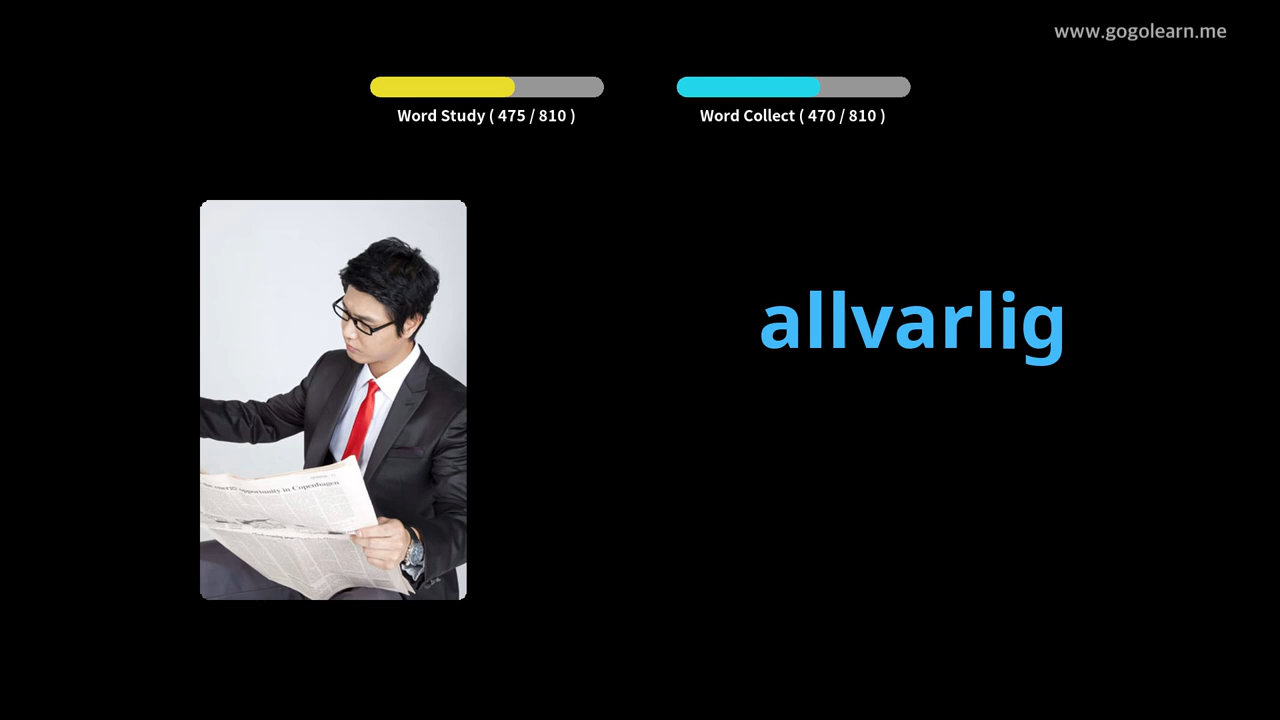 www.gogolearn.me
Word Study ( 475 / 810 )
Word Collect ( 470 / 810 )
allvarlig
opportunity in Copenhagen